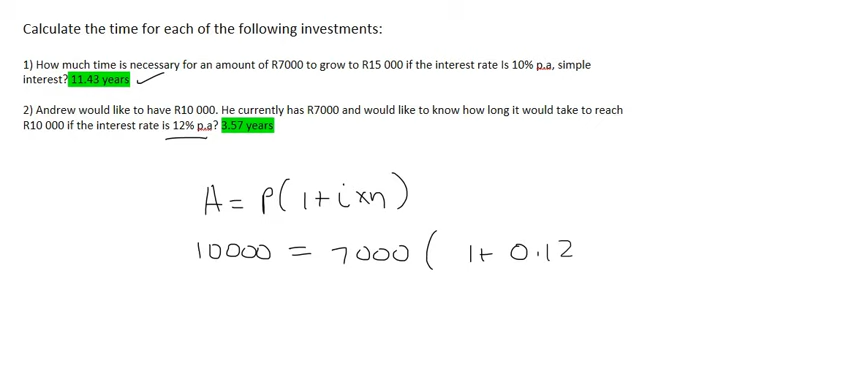 Calculate the time for each of the following investments:
1) How much time is necessary for an amount of R7000 to grow to R15 000 if the interest rate Is 10% p.a, simple
interest? 11.43 years
2) Andrew would like to have R10 000. He currently has R7000 and would like to know how long it would take to reach
R10 000 if the interest rate is 12% p.a? 3.57 years
A = P(1+i×n)
10000 = 7000 ( 1+ 0.12